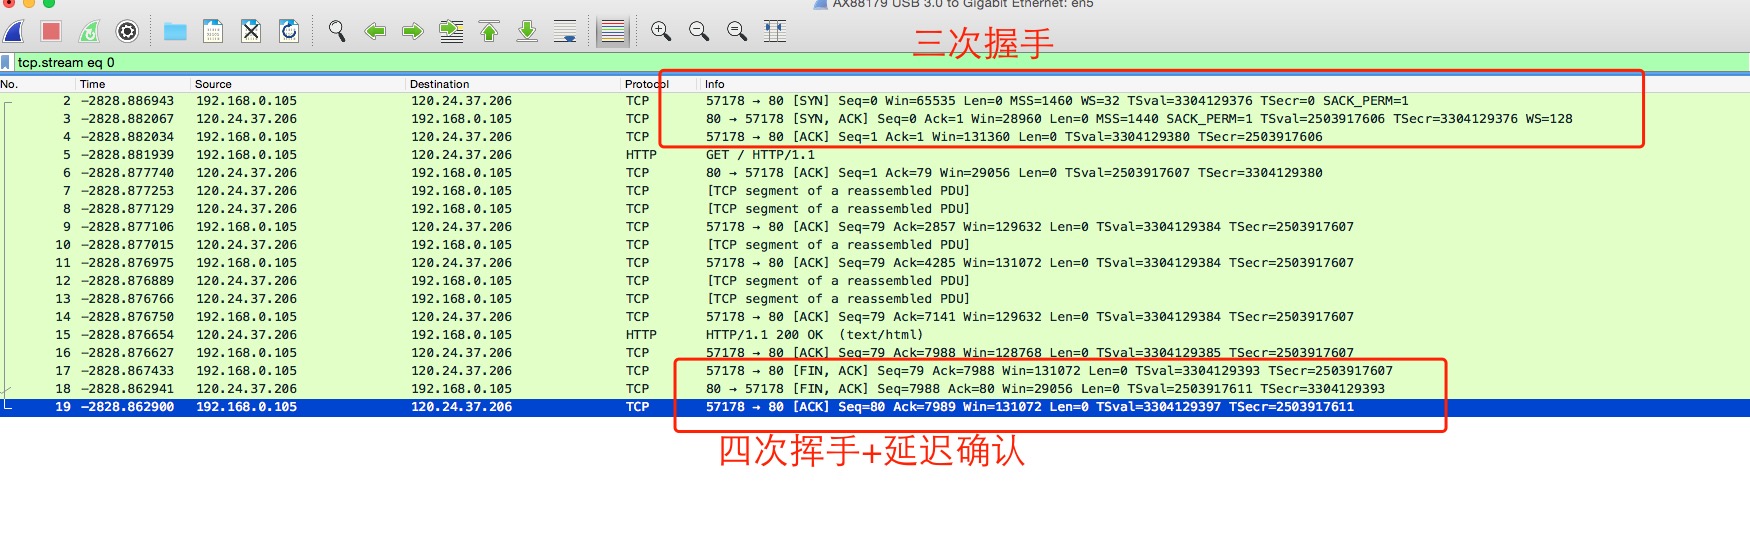 AX88179 USB 3.0 to Gigabit Ethernet: en5
三次握手
tcp.stream eq 0
No. Time Source Destination Protocol Info
2 −2828.886943 192.168.0.105 120.24.37.206 TCP 57178 → 80 [SYN] Seq=0 Win=65535 Len=0 MSS=1460 WS=32 TSval=3304129376 TSecr=0 SACK_PERM=1
3 −2828.882067 120.24.37.206 192.168.0.105 TCP 80 → 57178 [SYN, ACK] Seq=0 Ack=1 Win=28960 Len=0 MSS=1440 SACK_PERM=1 TSval=2503917606 TSecr=3304129376 WS=128
4 −2828.882034 192.168.0.105 120.24.37.206 TCP 57178 → 80 [ACK] Seq=1 Ack=1 Win=131360 Len=0 TSval=3304129380 TSecr=2503917606
5 −2828.881939 192.168.0.105 120.24.37.206 HTTP GET / HTTP/1.1
6 −2828.877740 120.24.37.206 192.168.0.105 TCP 80 → 57178 [ACK] Seq=1 Ack=79 Win=29056 Len=0 TSval=2503917607 TSecr=3304129380
7 −2828.877253 120.24.37.206 192.168.0.105 TCP [TCP segment of a reassembled PDU]
8 −2828.877129 120.24.37.206 192.168.0.105 TCP [TCP segment of a reassembled PDU]
9 −2828.877106 192.168.0.105 120.24.37.206 TCP 57178 → 80 [ACK] Seq=79 Ack=2857 Win=129632 Len=0 TSval=3304129384 TSecr=2503917607
10 −2828.877015 120.24.37.206 192.168.0.105 TCP [TCP segment of a reassembled PDU]
11 −2828.876975 192.168.0.105 120.24.37.206 TCP 57178 → 80 [ACK] Seq=79 Ack=4285 Win=131072 Len=0 TSval=3304129384 TSecr=2503917607
12 −2828.876889 120.24.37.206 192.168.0.105 TCP [TCP segment of a reassembled PDU]
13 −2828.876766 120.24.37.206 192.168.0.105 TCP [TCP segment of a reassembled PDU]
14 −2828.876750 192.168.0.105 120.24.37.206 TCP 57178 → 80 [ACK] Seq=79 Ack=7141 Win=129632 Len=0 TSval=3304129384 TSecr=2503917607
15 −2828.876654 120.24.37.206 192.168.0.105 HTTP HTTP/1.1 200 OK (text/html)
16 −2828.876627 192.168.0.105 120.24.37.206 TCP 57178 → 80 [ACK] Seq=79 Ack=7988 Win=128768 Len=0 TSval=3304129385 TSecr=2503917607
17 −2828.867433 192.168.0.105 120.24.37.206 TCP 57178 → 80 [FIN, ACK] Seq=79 Ack=7988 Win=131072 Len=0 TSval=3304129393 TSecr=2503917607
18 −2828.862941 120.24.37.206 192.168.0.105 TCP 80 → 57178 [FIN, ACK] Seq=7988 Ack=80 Win=29056 Len=0 TSval=2503917611 TSecr=3304129393
19 −2828.862900 192.168.0.105 120.24.37.206 TCP 57178 → 80 [ACK] Seq=80 Ack=7989 Win=131072 Len=0 TSval=3304129397 TSecr=2503917611
四次挥手+延迟确认